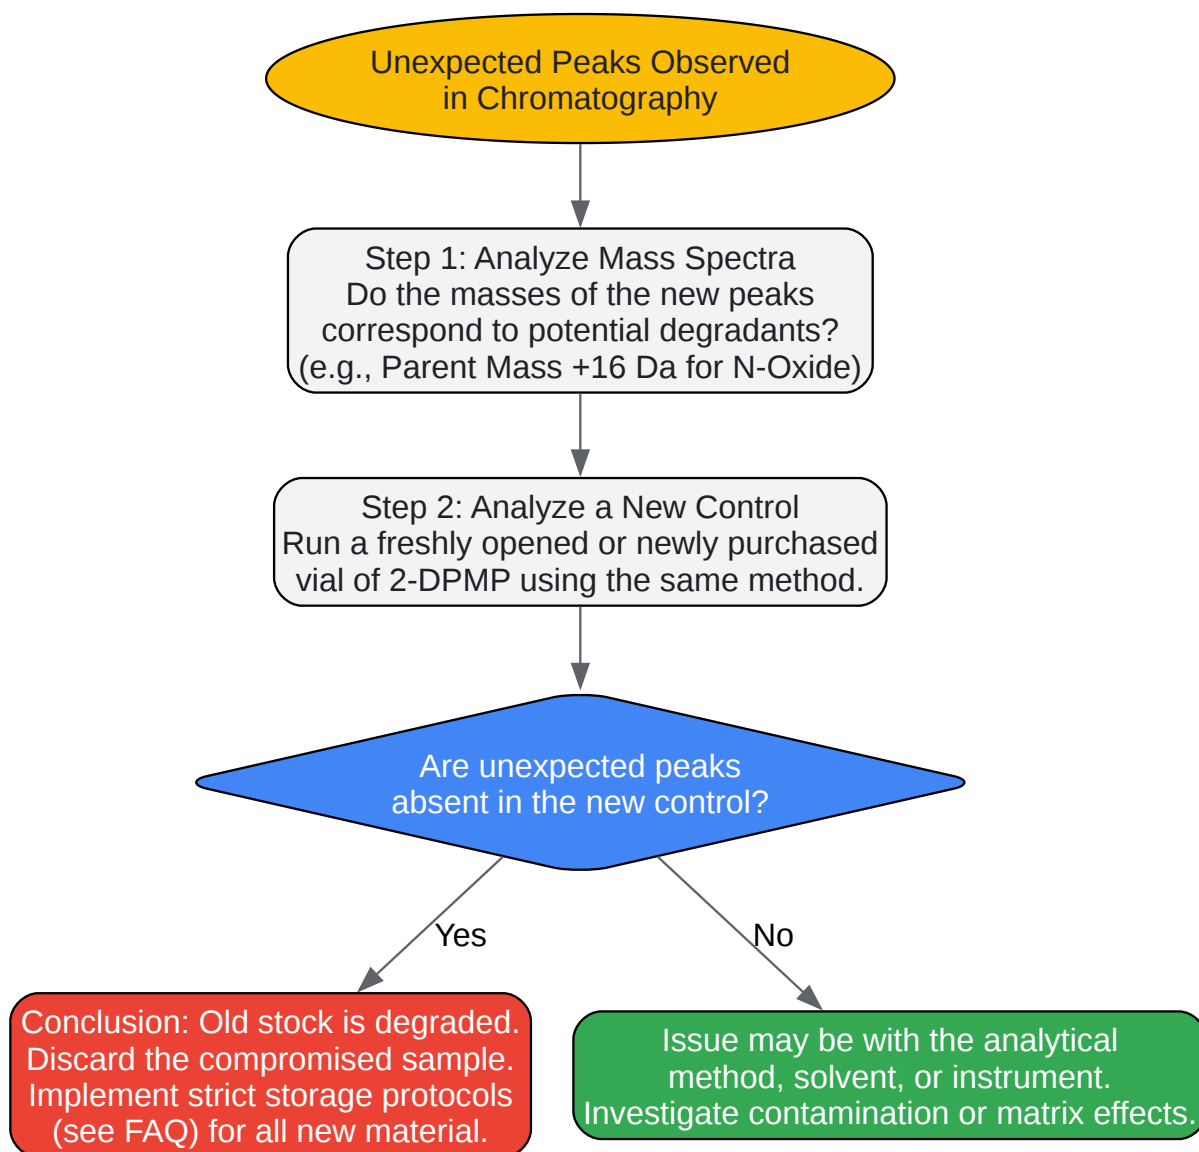 Unexpected Peaks Observed
in Chromatography
Step 1: Analyze Mass Spectra
Do the masses of the new peaks
correspond to potential degradants?
(e.g., Parent Mass +16 Da for N-Oxide)
Step 2: Analyze a New Control
Run a freshly opened or newly purchased
vial of 2-DPMP using the same method.
Are unexpected peaks
absent in the new control?
Yes
No
Conclusion: Old stock is degraded.
Discard the compromised sample.
Implement strict storage protocols
(see FAQ) for all new material.
Issue may be with the analytical
method, solvent, or instrument.
Investigate contamination or matrix effects.